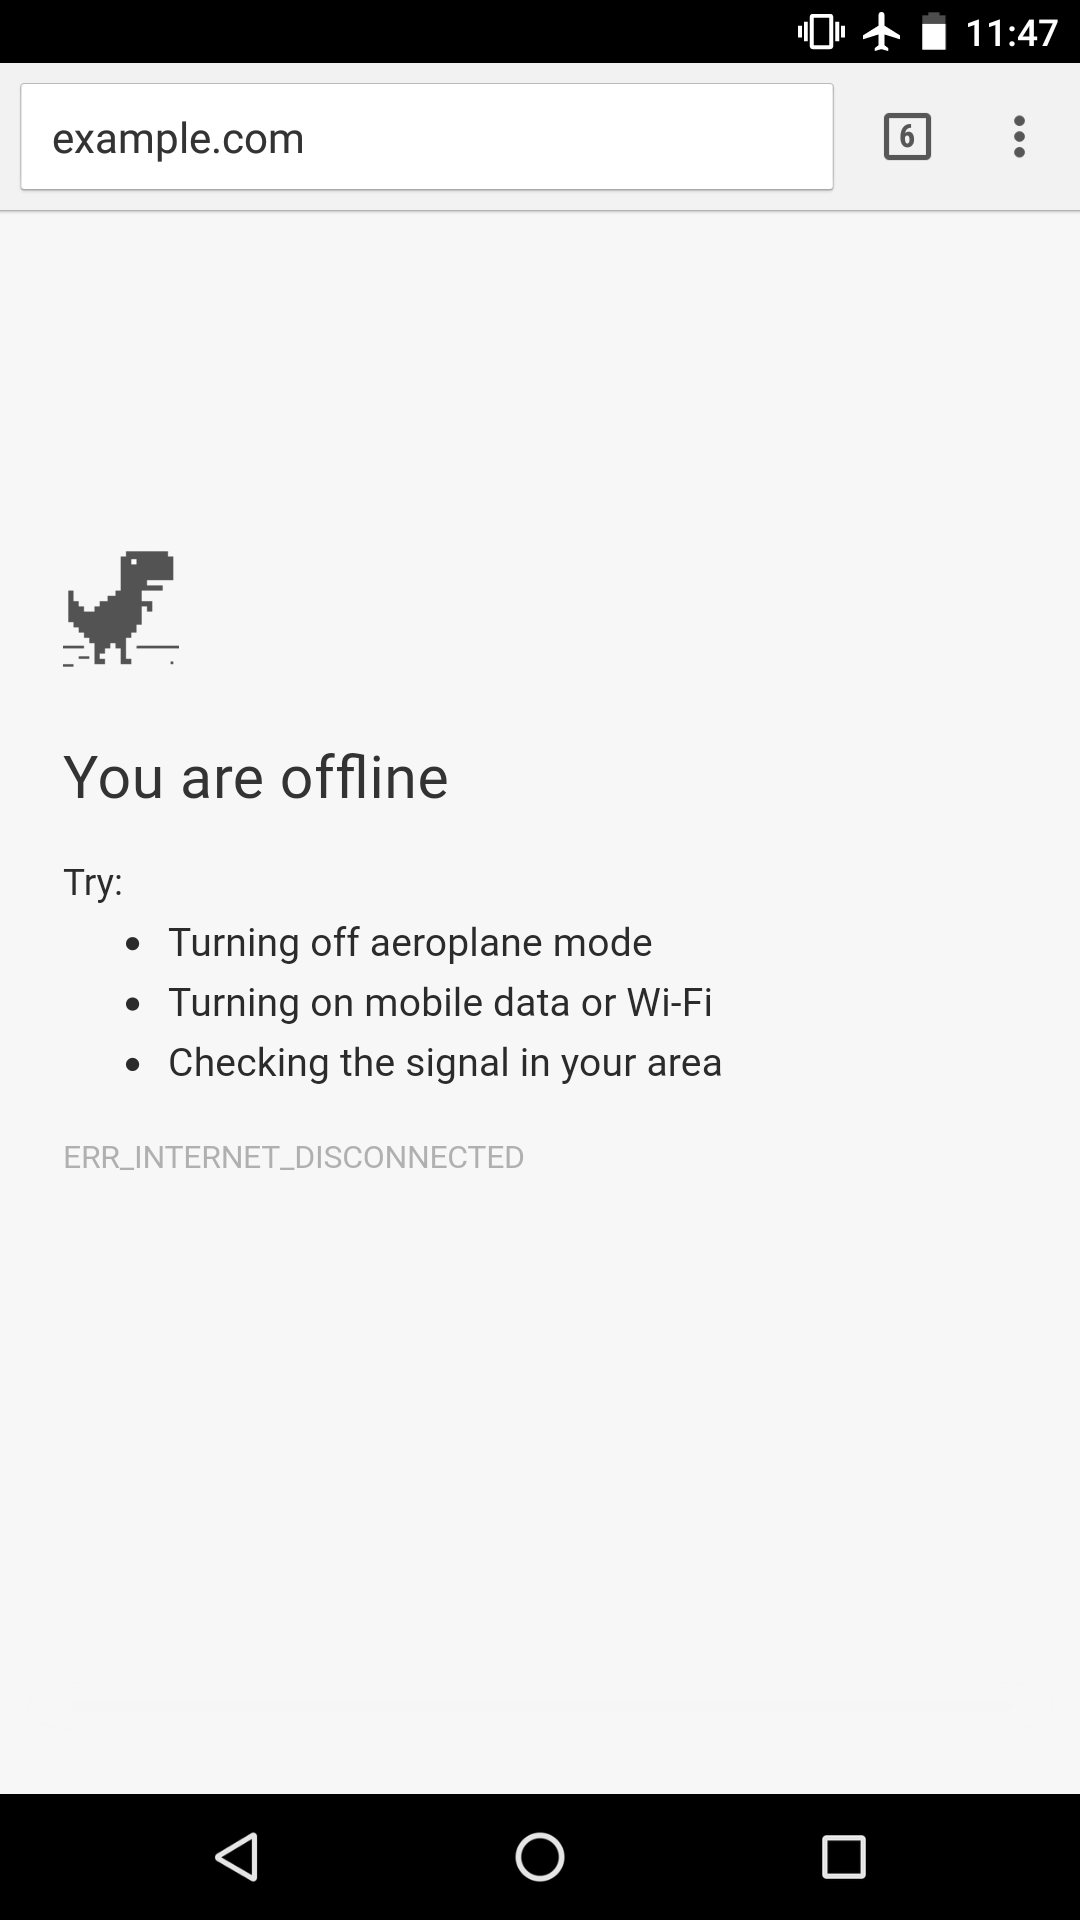 11:47
example.com
6
You are offline
Try:
• Turning off aeroplane mode
• Turning on mobile data or Wi-Fi
• Checking the signal in your area
ERR_INTERNET_DISCONNECTED